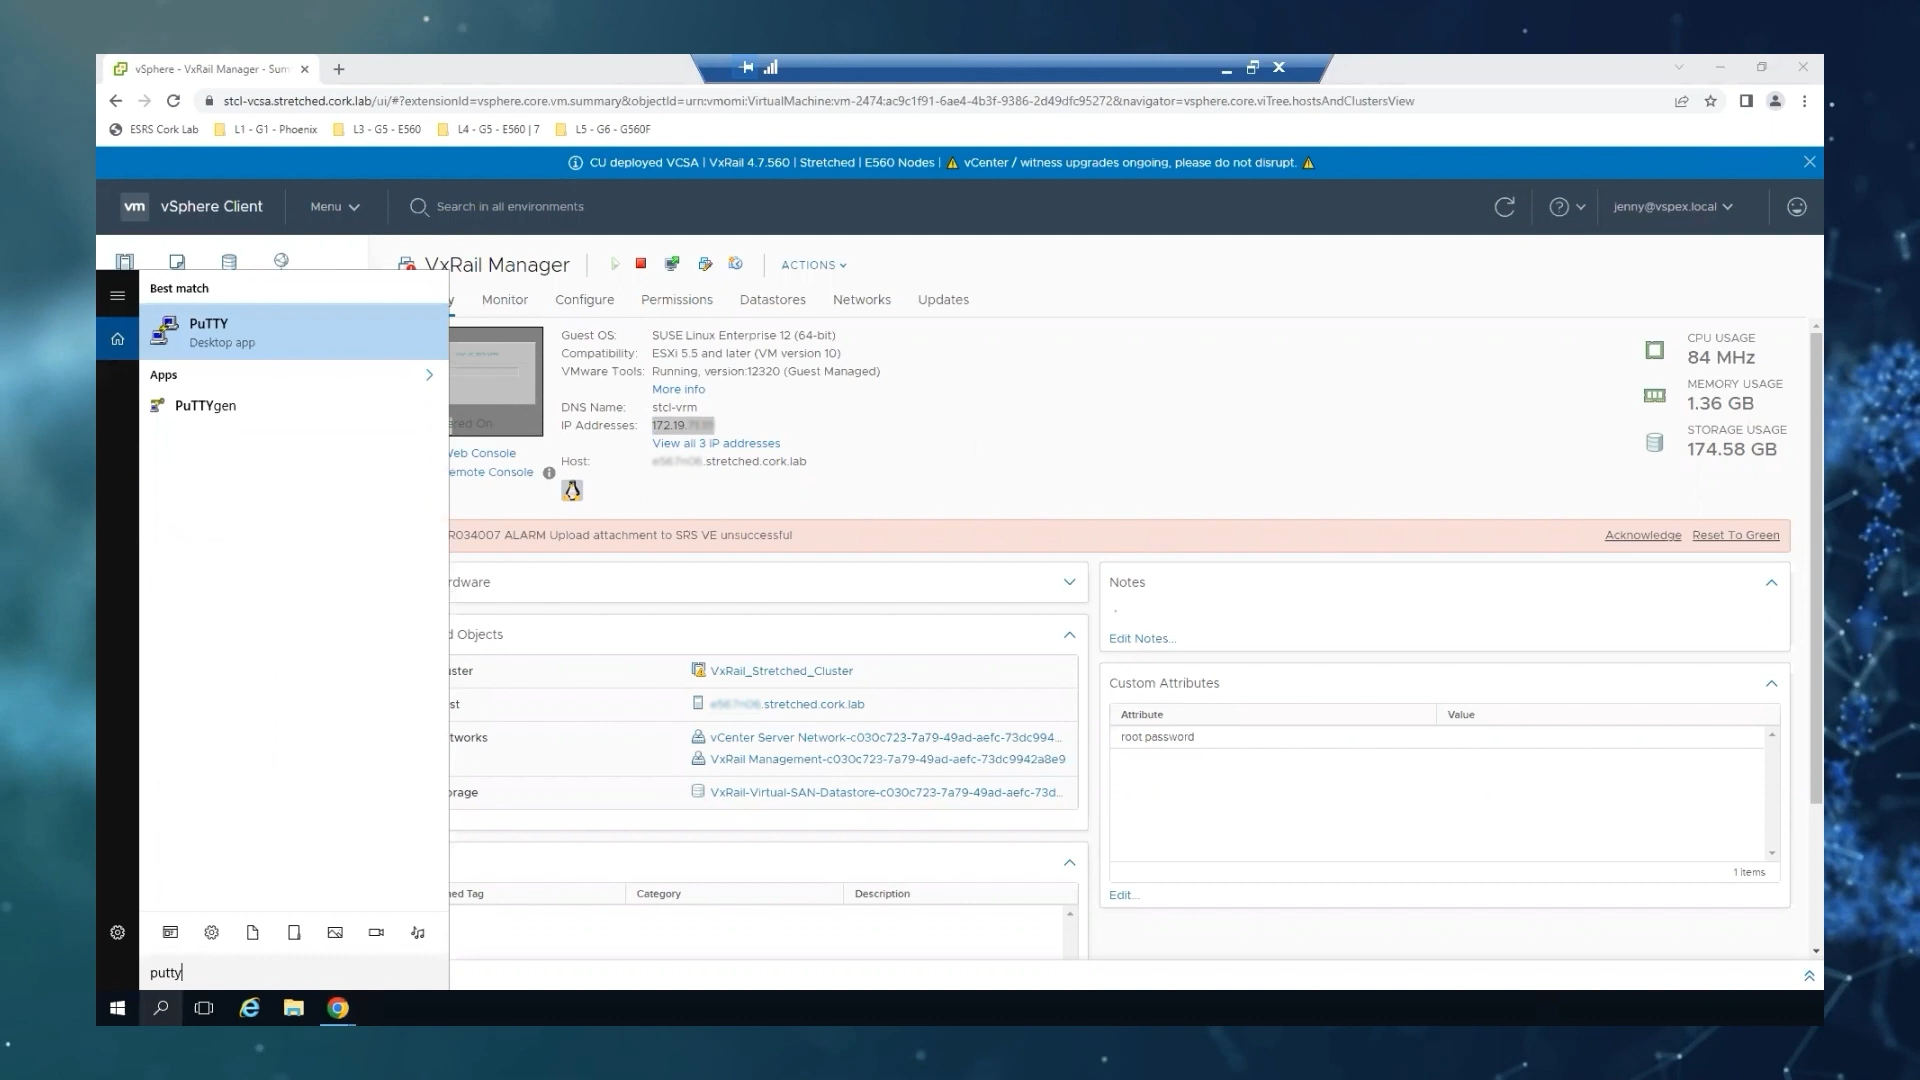 vSphere - VxRail Manager - Sum
stcl-vcsa.stretched.cork.lab/ui/#?extensionId=vsphere.core.vm.summary&objectId=urn:vmomi:VirtualMachine:vm-2474:ac9c1f91-6ae4-4b3f-9386-2d49dfc95272&navigator=vsphere.core.viTree.hostsAndClustersView
ESRS Cork Lab L1 - G1 - Phoenix L3 - G5 - E560 L4 - G5 - E560 | 7 L5 - G6 - G560F
CU deployed VCSA | VxRail 4.7.560 | Stretched | E560 Nodes | ⚠ vCenter / witness upgrades ongoing, please do not disrupt. ⚠
vm vSphere Client Menu Search in all environments jenny@vspex.local
VxRail Manager ACTIONS
y Monitor Configure Permissions Datastores Networks Updates
Best match
PuTTY
Desktop app
Apps
PuTTYgen
putty
ered On
Web Console
emote Console
Guest OS: SUSE Linux Enterprise 12 (64-bit)
Compatibility: ESXi 5.5 and later (VM version 10)
VMware Tools: Running, version:12320 (Guest Managed)
More info
DNS Name: stcl-vrm
IP Addresses: 172.19
View all 3 IP addresses
Host: .stretched.cork.lab
CPU USAGE
84 MHz
MEMORY USAGE
1.36 GB
STORAGE USAGE
174.58 GB
R034007 ALARM Upload attachment to SRS VE unsuccessful Acknowledge Reset To Green
rdware
d Objects
uster VxRail_Stretched_Cluster
st .stretched.cork.lab
tworks vCenter Server Network-c030c723-7a79-49ad-aefc-73dc994...
VxRail Management-c030c723-7a79-49ad-aefc-73dc9942a8e9
orage VxRail-Virtual-SAN-Datastore-c030c723-7a79-49ad-aefc-73d...
ned Tag Category Description
Notes
Edit Notes...
Custom Attributes
Attribute Value
root password
1 items
Edit...